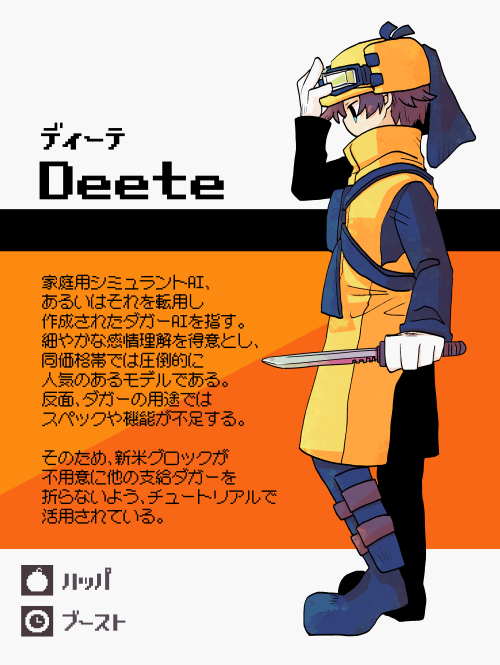 ディーテ
Deete
家庭用シミュラントAI、
あるいはそれを転用し
作成されたダガーAIを指す。
細やかな感情理解を得意とし、
同価格帯では圧倒的に
人気のあるモデルである。
反面、ダガーの用途では
スペックや機能が不足する。
そのため、新米グロックが
不用意に他の支給ダガーを
折らないよう、チュートリアルで
活用されている。
ハッパ
ブースト